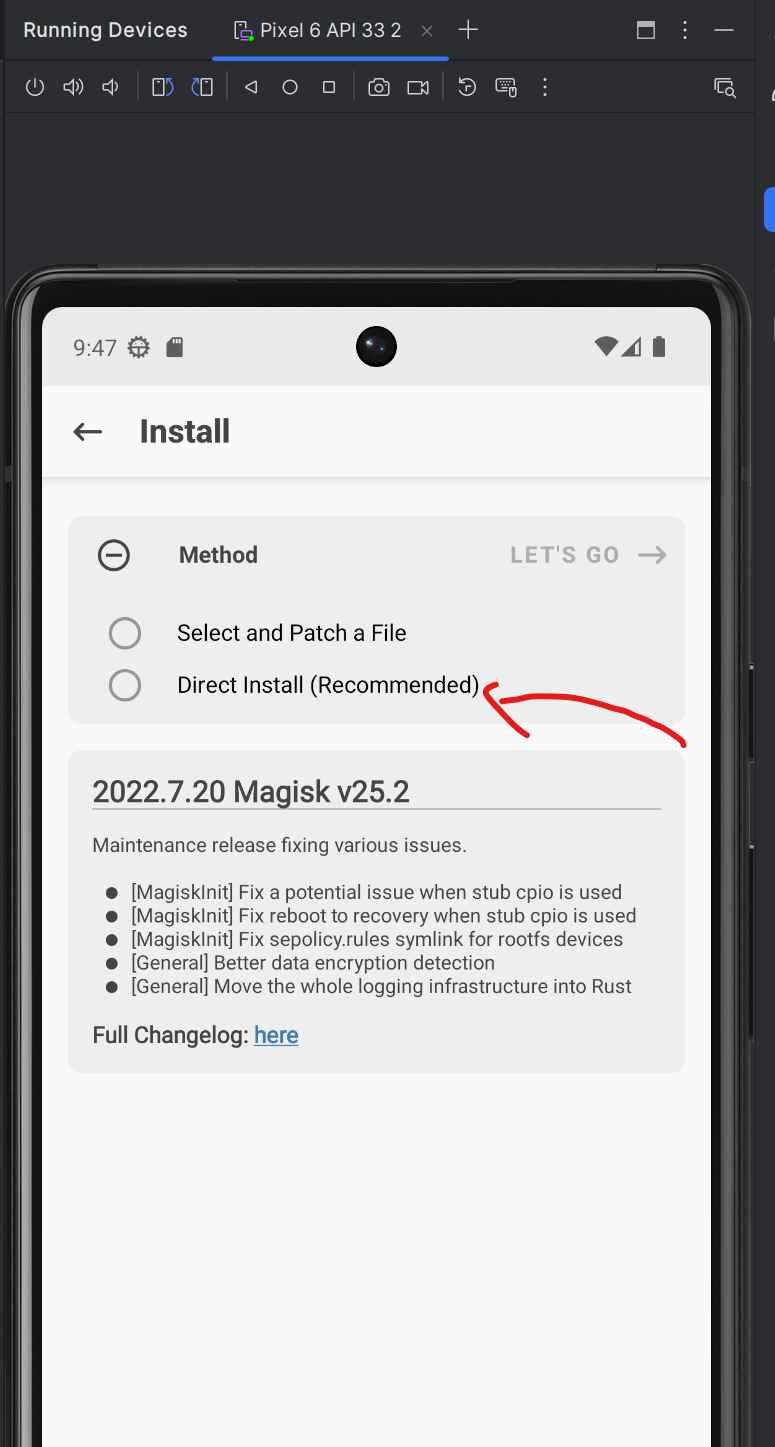 Running Devices
Pixel 6 API 33 2
9:47
Install
Method
LET'S GO
Select and Patch a File
Direct Install (Recommended)
2022.7.20 Magisk v25.2
Maintenance release fixing various issues.
[MagiskInit] Fix a potential issue when stub cpio is used
[MagiskInit] Fix reboot to recovery when stub cpio is used
[MagiskInit] Fix sepolicy.rules symlink for rootfs devices
[General] Better data encryption detection
[General] Move the whole logging infrastructure into Rust
Full Changelog: here